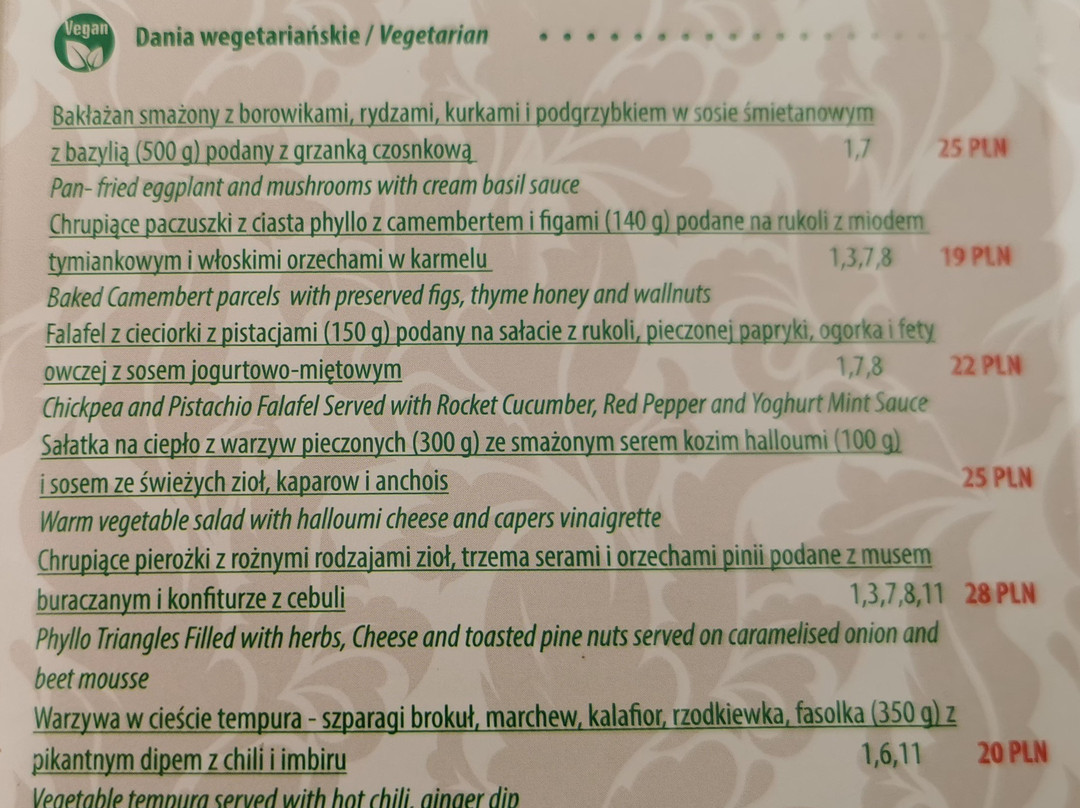 Vegan
Dania wegetariańskie / Vegetarian
Bakłażan smażony z borowikami, rydzami, kurkami i podgrzybkiem w sosie śmietanowym
z bazylią (500 g) podany z grzanką czosnkową 1,7 25 PLN
Pan- fried eggplant and mushrooms with cream basil sauce
Chrupiące paczuszki z ciasta phyllo z camembertem i figami (140 g) podane na rukoli z miodem
tymiankowym i włoskimi orzechami w karmelu 1,3,7,8 19 PLN
Baked Camembert parcels with preserved figs, thyme honey and wallnuts
Falafel z cieciorki z pistacjami (150 g) podany na sałacie z rukoli, pieczonej papryki, ogorka i fety
owczej z sosem jogurtowo-miętowym 1,7,8 22 PLN
Chickpea and Pistachio Falafel Served with Rocket Cucumber, Red Pepper and Yoghurt Mint Sauce
Sałatka na ciepło z warzyw pieczonych (300 g) ze smażonym serem kozim halloumi (100 g)
i sosem ze świeżych zioł, kaparow i anchois 25 PLN
Warm vegetable salad with halloumi cheese and capers vinaigrette
Chrupiące pierożki z rożnymi rodzajami zioł, trzema serami i orzechami pinii podane z musem
buraczanym i konfiturze z cebuli 1,3,7,8,11 28 PLN
Phyllo Triangles Filled with herbs, Cheese and toasted pine nuts served on caramelised onion and
beet mousse
Warzywa w cieście tempura - szparagi brokuł, marchew, kalafior, rzodkiewka, fasolka (350 g) z
pikantnym dipem z chili i imbiru 1,6,11 20 PLN
Vegetable tempura served with hot chili, ginger dip